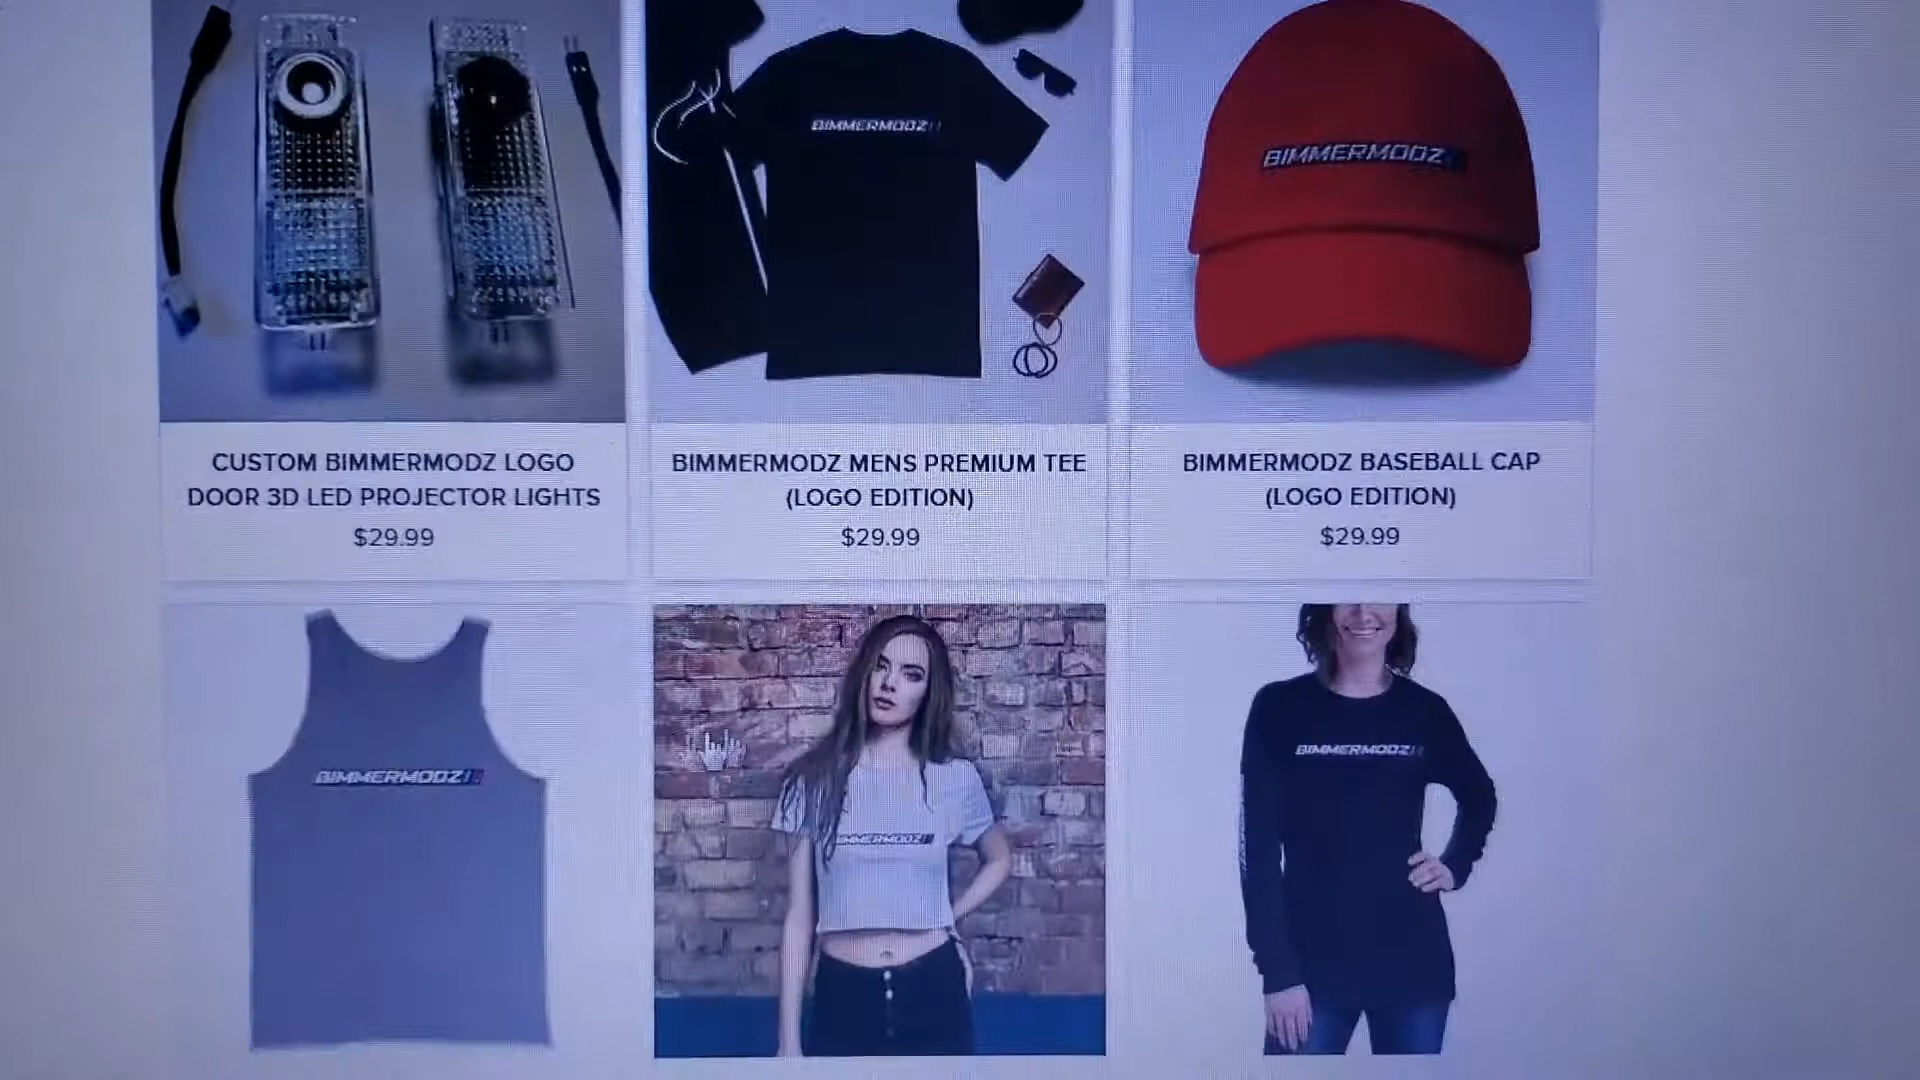 BIMMERMODZ
BIMMERMODZ
CUSTOM BIMMERMODZ LOGO
DOOR 3D LED PROJECTOR LIGHTS
$29.99
BIMMERMODZ MENS PREMIUM TEE
(LOGO EDITION)
$29.99
BIMMERMODZ BASEBALL CAP
(LOGO EDITION)
$29.99
BIMMERMODZ
BIMMERMODZ
BIMMERMODZ